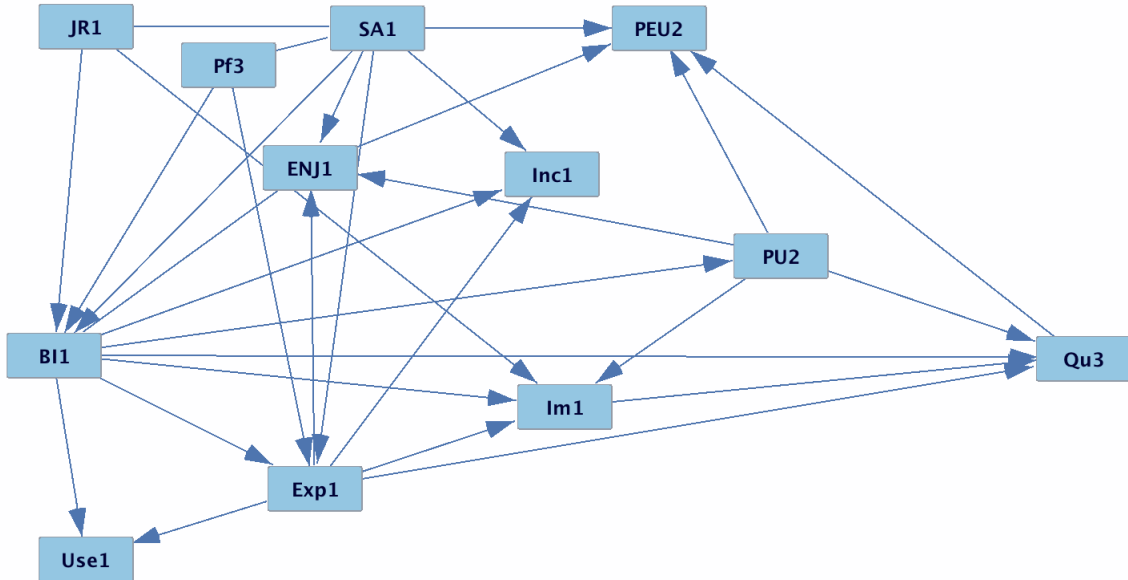 JR1
SA1
PEU2
Pf3
ENJ1
Inc1
PU2
BI1
Qu3
Im1
Exp1
Use1